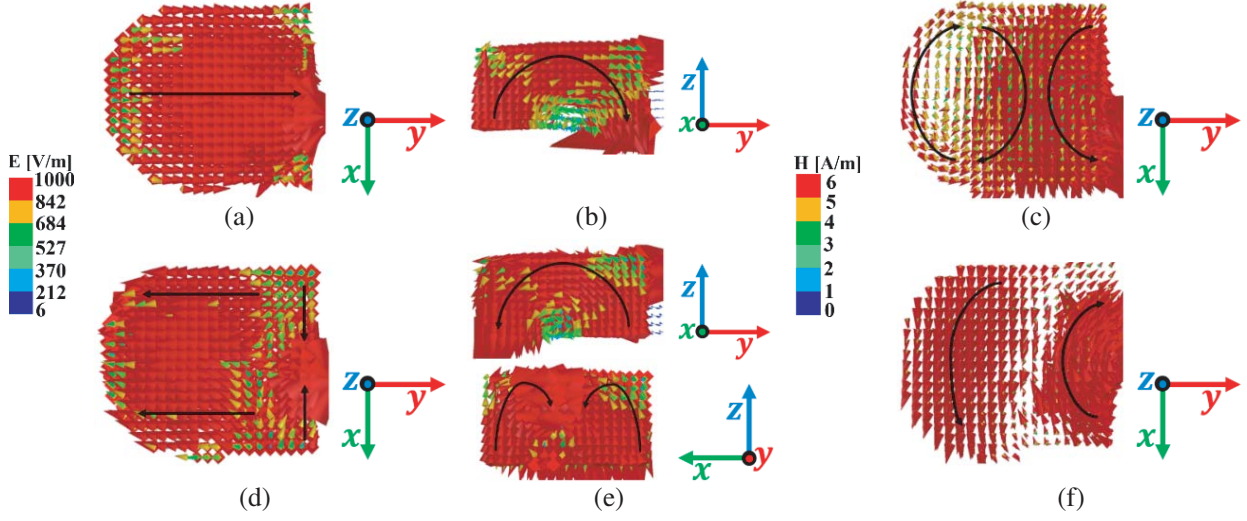 z y x
z x y
z y x
E [V/m]
1000
842
684
527
370
212
6
H [A/m]
6
5
4
3
2
1
0
(a)
(b)
(c)
z y x
z x y
z x y
z y x
(d)
(e)
(f)